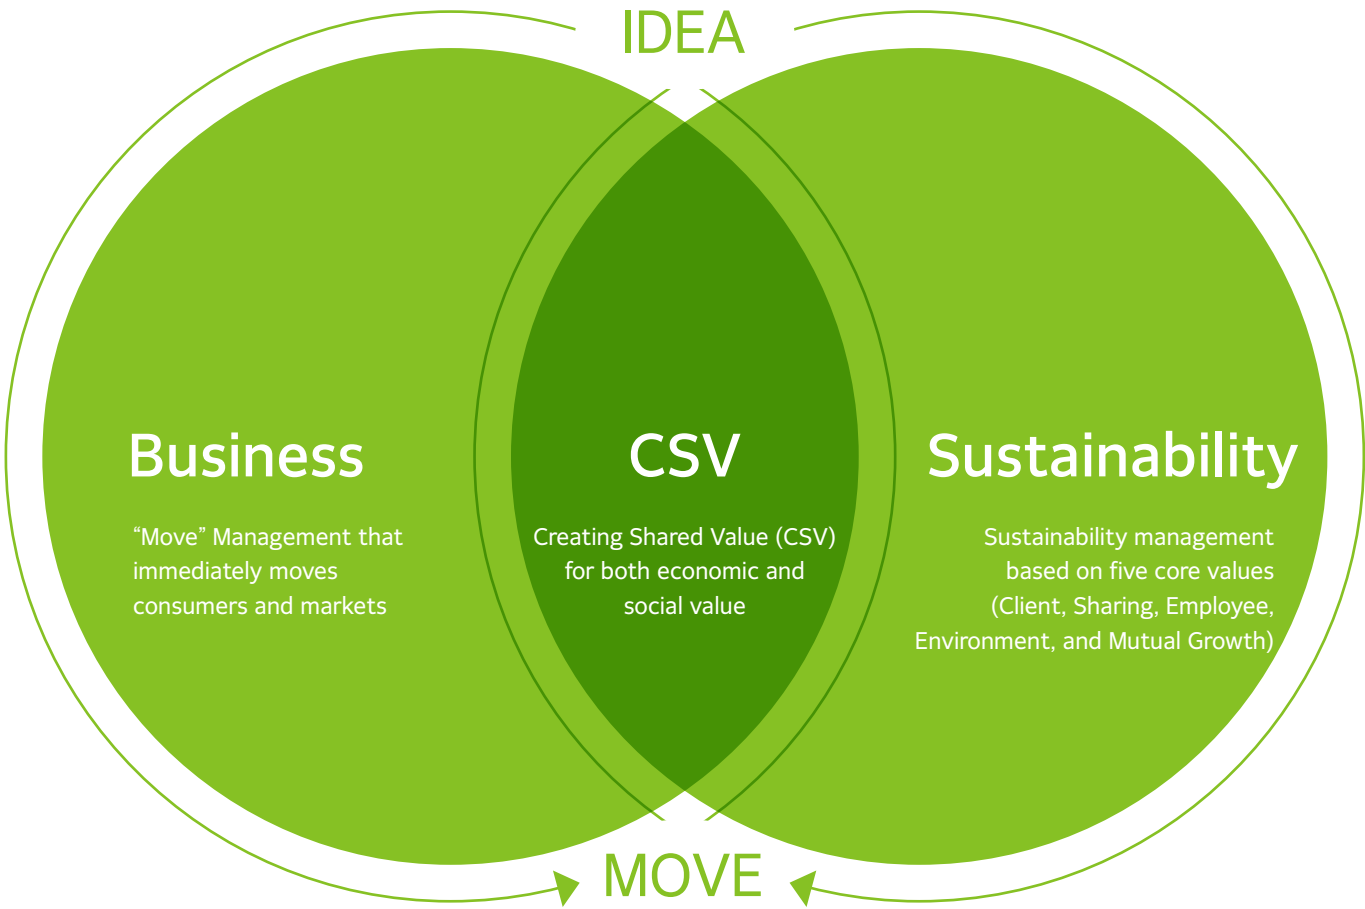 IDEA
Business
“Move” Management that
immediately moves
consumers and markets
CSV
Creating Shared Value (CSV)
for both economic and
social value
Sustainability
Sustainability management
based on five core values
(Client, Sharing, Employee,
Environment, and Mutual Growth)
MOVE